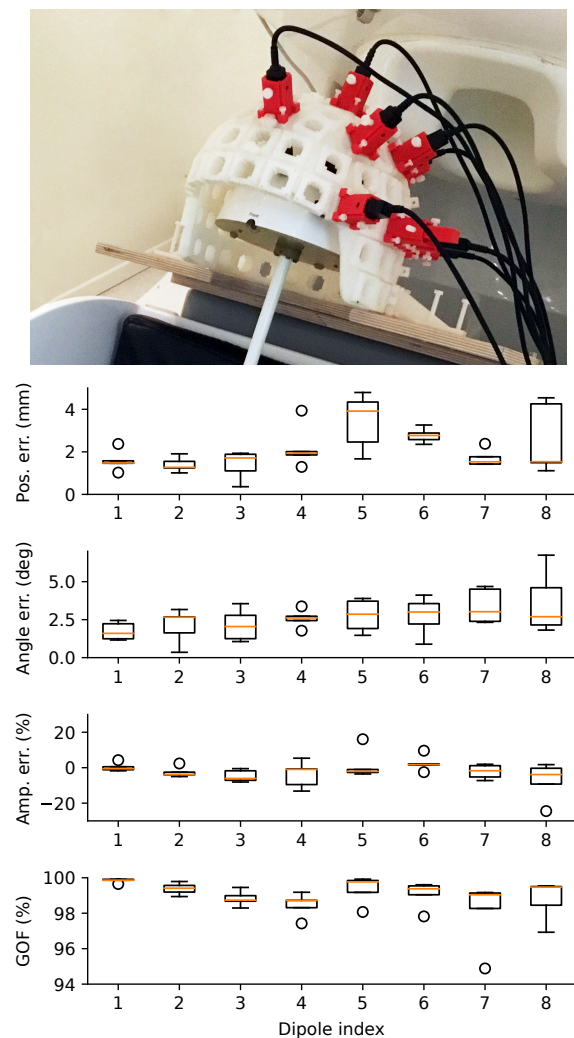 Pos. err. (mm)
4
2
0
1 2 3 4 5 6 7 8
Angle err. (deg)
5.0
2.5
0.0
1 2 3 4 5 6 7 8
Amp. err. (%)
20
0
−20
1 2 3 4 5 6 7 8
GOF (%)
100
98
96
94
1 2 3 4 5 6 7 8
Dipole index